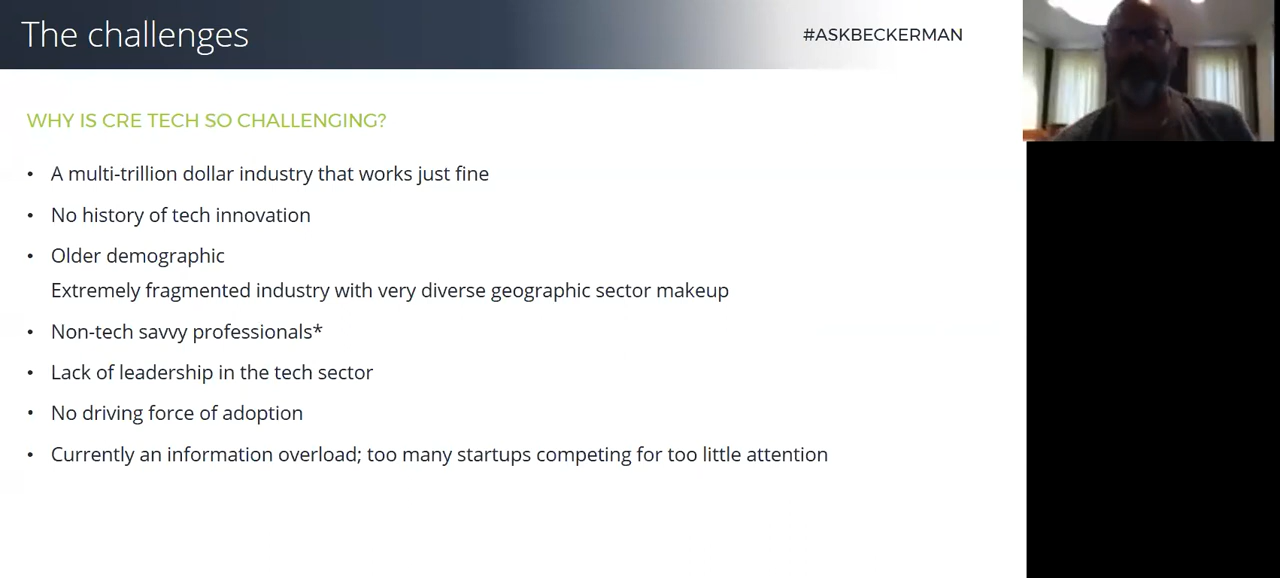 The challenges
#ASKBECKERMAN
WHY IS CRE TECH SO CHALLENGING?
• A multi-trillion dollar industry that works just fine
• No history of tech innovation
• Older demographic
Extremely fragmented industry with very diverse geographic sector makeup
• Non-tech savvy professionals*
• Lack of leadership in the tech sector
• No driving force of adoption
• Currently an information overload; too many startups competing for too little attention